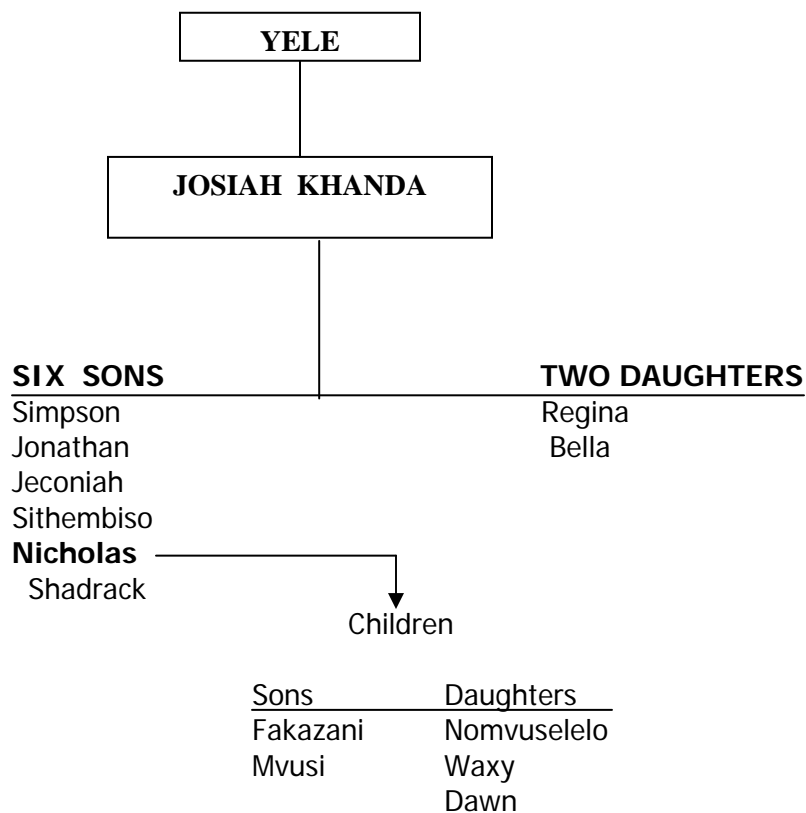 YELE
JOSIAH KHANDA
SIX SONS
Simpson
Jonathan
Jeconiah
Sithembiso
Nicholas
Shadrack
TWO DAUGHTERS
Regina
Bella
Children
Sons
Fakazani
Mvusi
Daughters
Nomvuselelo
Waxy
Dawn